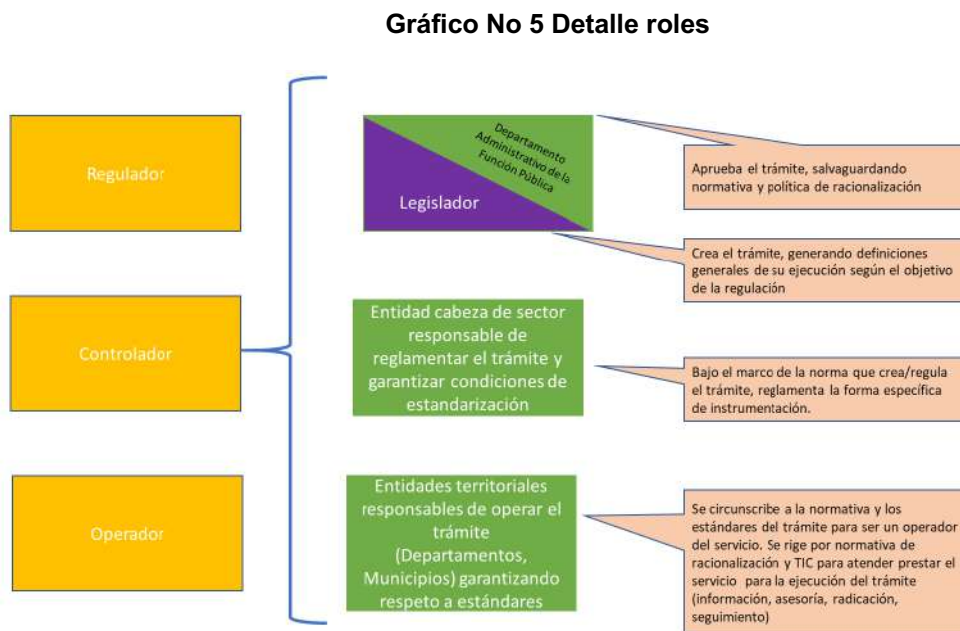 Gráfico No 5 Detalle roles
Regulador
Departamento
Administrativo de la
Función Pública
Legislador
Aprueba el trámite, salvaguardando
normativa y política de racionalización
Crea el trámite, generando definiciones
generales de su ejecución según el objetivo
de la regulación
Controlador
Entidad cabeza de sector
responsable de
reglamentar el trámite y
garantizar condiciones de
estandarización
Bajo el marco de la norma que crea/regula
el trámite, reglamenta la forma específica
de instrumentación.
Operador
Entidades territoriales
responsables de operar el
trámite
(Departamentos,
Municipios) garantizando
respeto a estándares
Se circunscribe a la normativa y los
estándares del trámite para ser un operador
del servicio. Se rige por normativa de
racionalización y TIC para atender prestar el
servicio para la ejecución del trámite
(información, asesoría, radicación,
seguimiento)